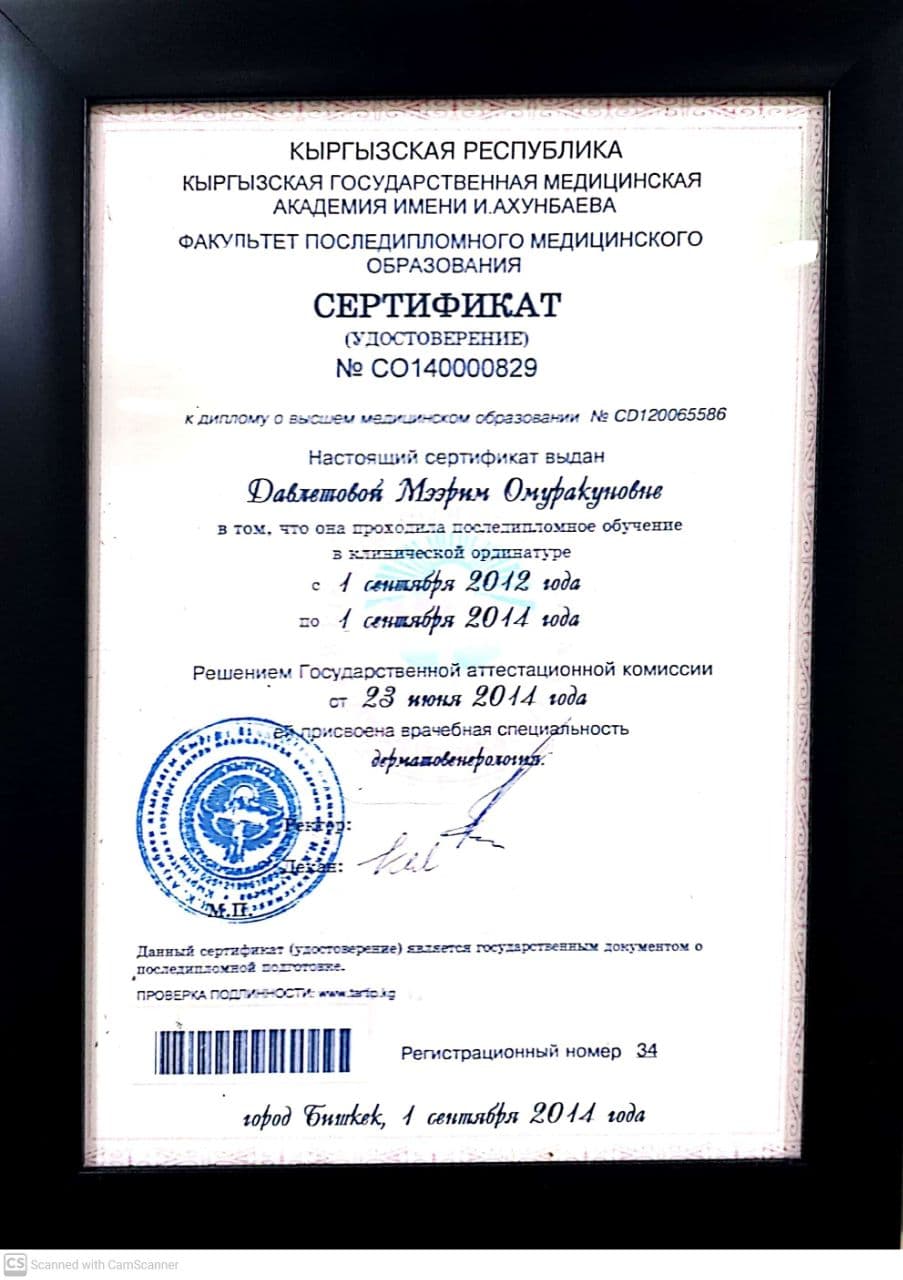 КЫРГЫЗСКАЯ РЕСПУБЛИКА
КЫРГЫЗСКАЯ ГОСУДАРСТВЕННАЯ МЕДИЦИНСКАЯ
АКАДЕМИЯ ИМЕНИ И.АХУНБАЕВА
ФАКУЛЬТЕТ ПОСЛЕДИПЛОМНОГО МЕДИЦИНСКОГО
ОБРАЗОВАНИЯ
СЕРТИФИКАТ
(УДОСТОВЕРЕНИЕ)
№ CO140000829
к диплому о высшем медицинском образовании № CD120065586
Настоящий сертификат выдан
Давлетовой Мээрим Омуракуновне
в том, что она проходила последипломное обучение
в клинической ординатуре
с 1 сентября 2012 года
по 1 сентября 2014 года
Решением Государственной аттестационной комиссии
от 23 июня 2014 года
ей присвоена врачебная специальность
дерматовенерология.
Ректор:
Декан:
М.П.
Данный сертификат (удостоверение) является государственным документом о
последипломной подготовке.
ПРОВЕРКА ПОДЛИННОСТИ: www.tartip.kg
Регистрационный номер 34
город Бишкек, 1 сентября 2014 года
CS Scanned with CamScanner